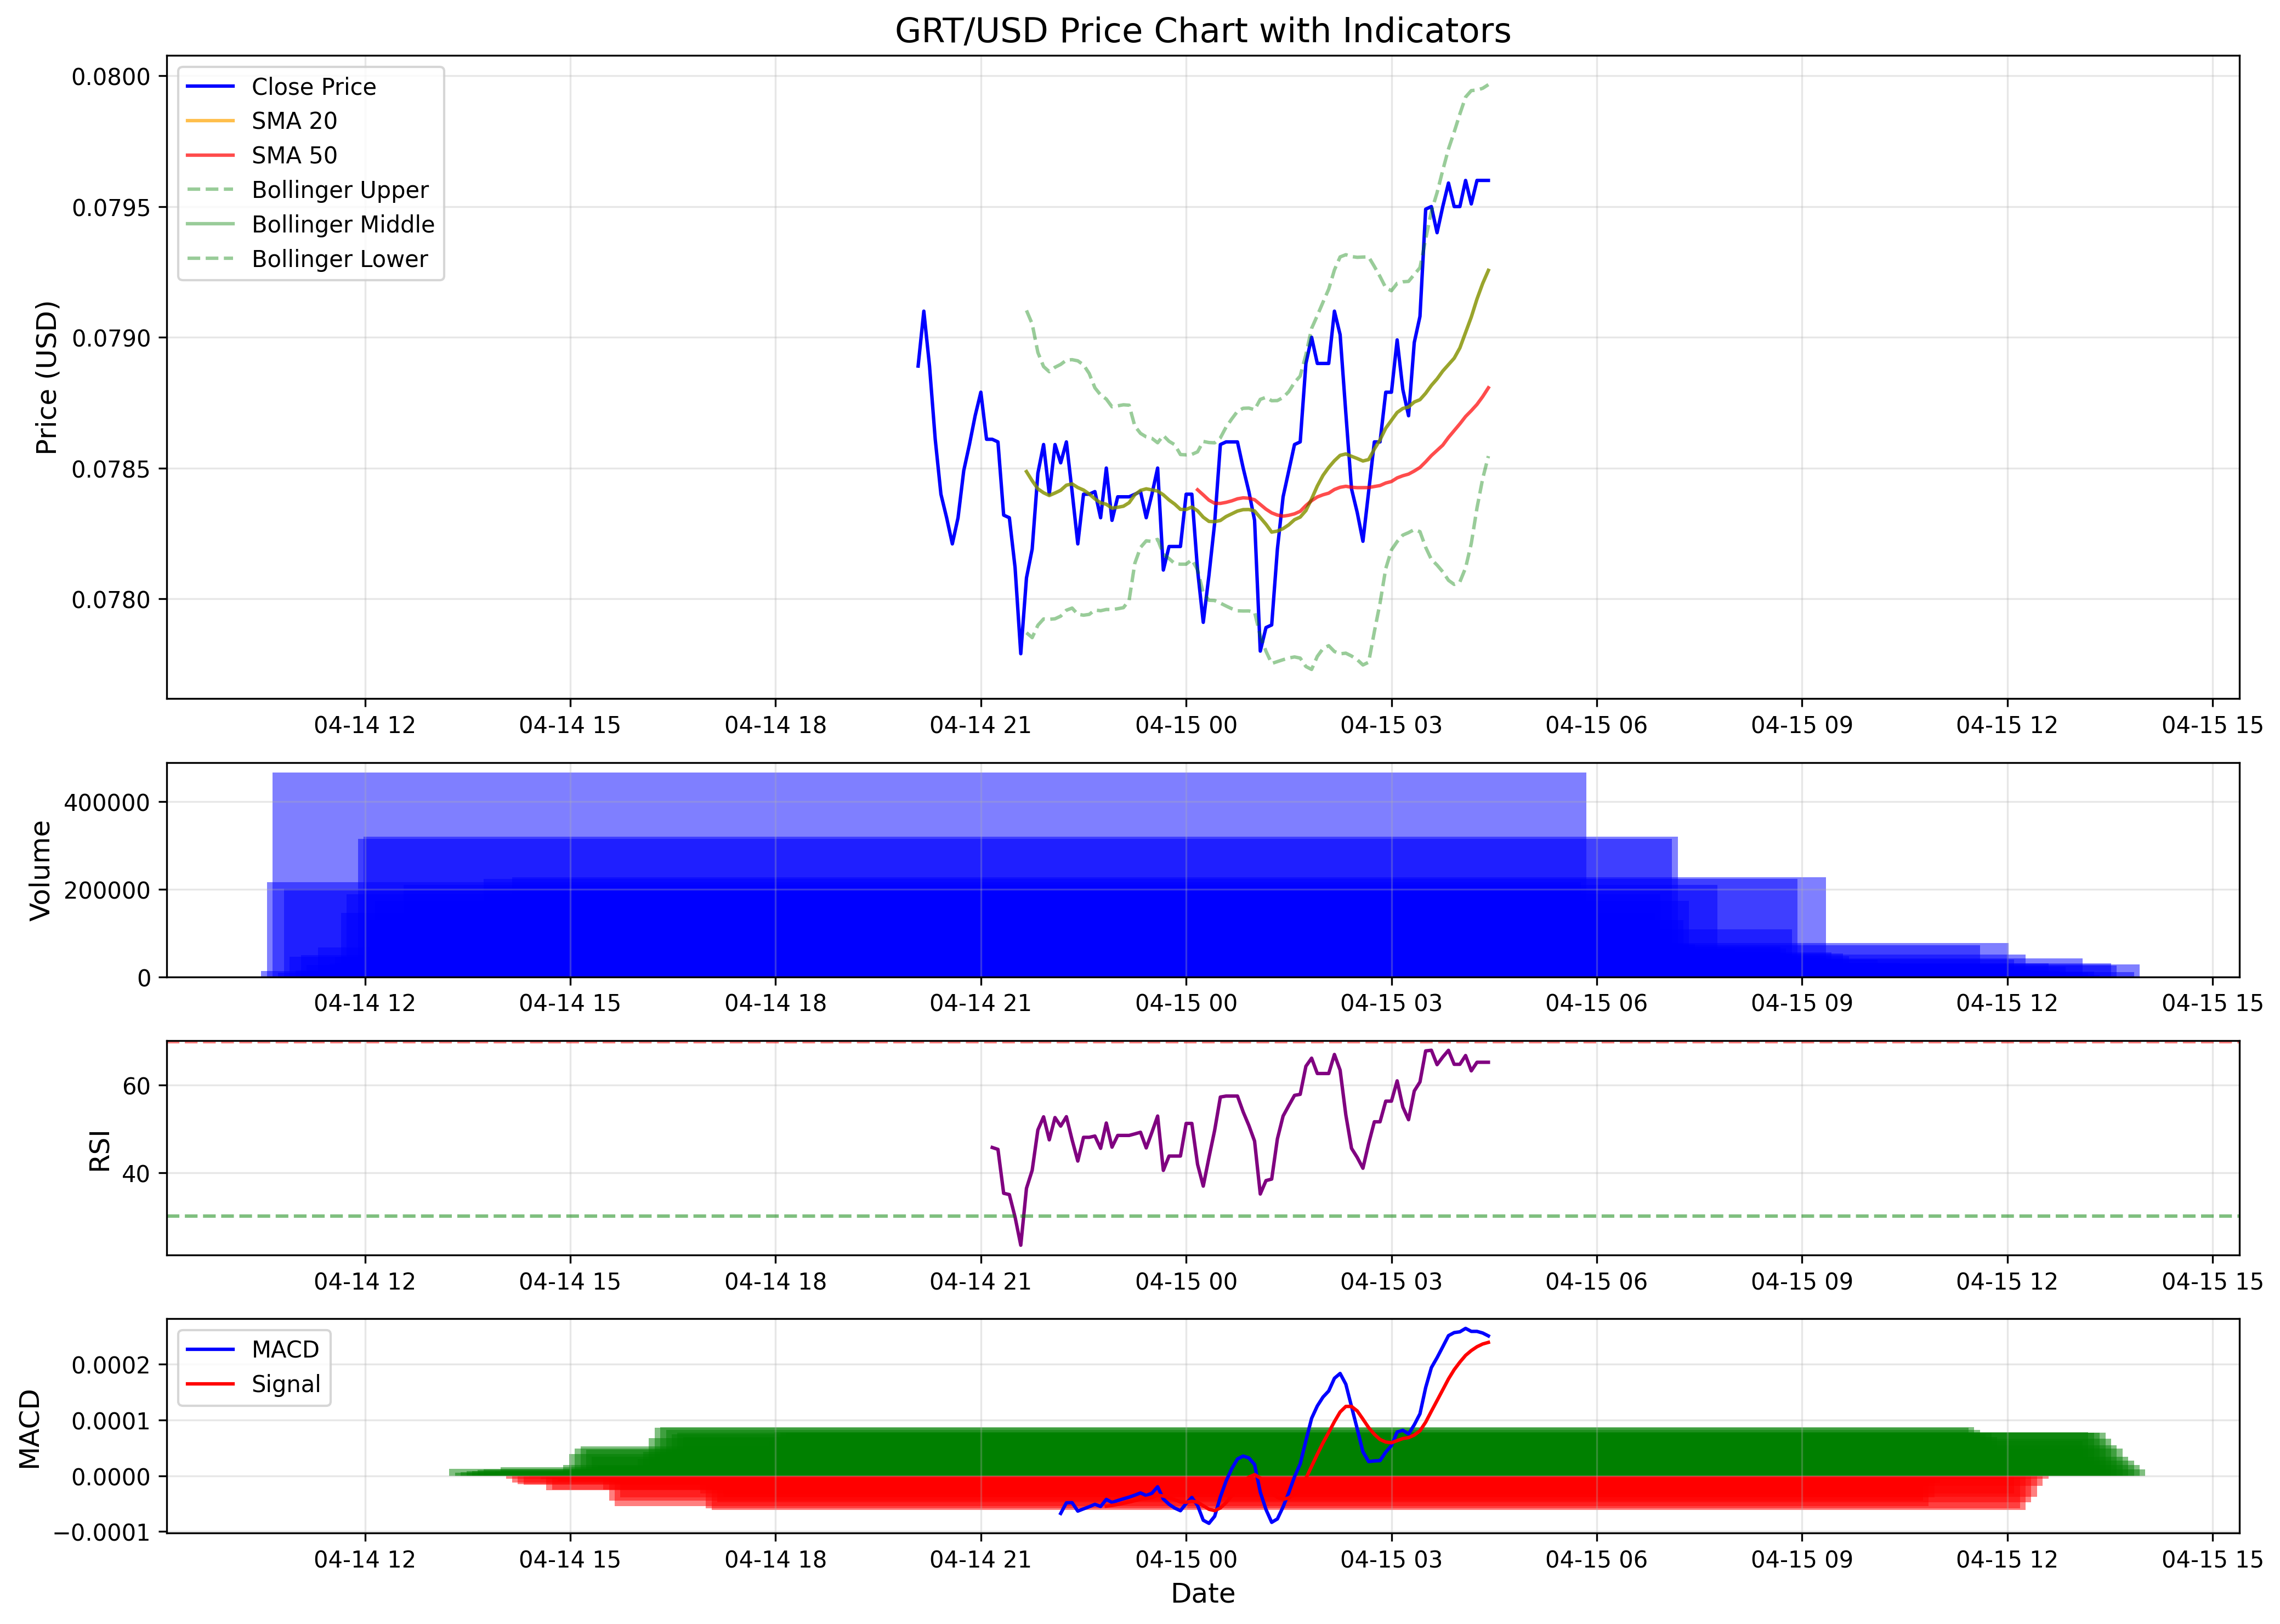 GRT/USD Price Chart with Indicators
Price (USD)
0.0800
0.0795
0.0790
0.0785
0.0780
Close Price
SMA 20
SMA 50
Bollinger Upper
Bollinger Middle
Bollinger Lower
04-14 12 04-14 15 04-14 18 04-14 21 04-15 00 04-15 03 04-15 06 04-15 09 04-15 12 04-15 15
Volume
400000
200000
0
04-14 12 04-14 15 04-14 18 04-14 21 04-15 00 04-15 03 04-15 06 04-15 09 04-15 12 04-15 15
RSI
60
40
04-14 12 04-14 15 04-14 18 04-14 21 04-15 00 04-15 03 04-15 06 04-15 09 04-15 12 04-15 15
MACD
0.0002
0.0001
0.0000
−0.0001
MACD
Signal
04-14 12 04-14 15 04-14 18 04-14 21 04-15 00 04-15 03 04-15 06 04-15 09 04-15 12 04-15 15
Date